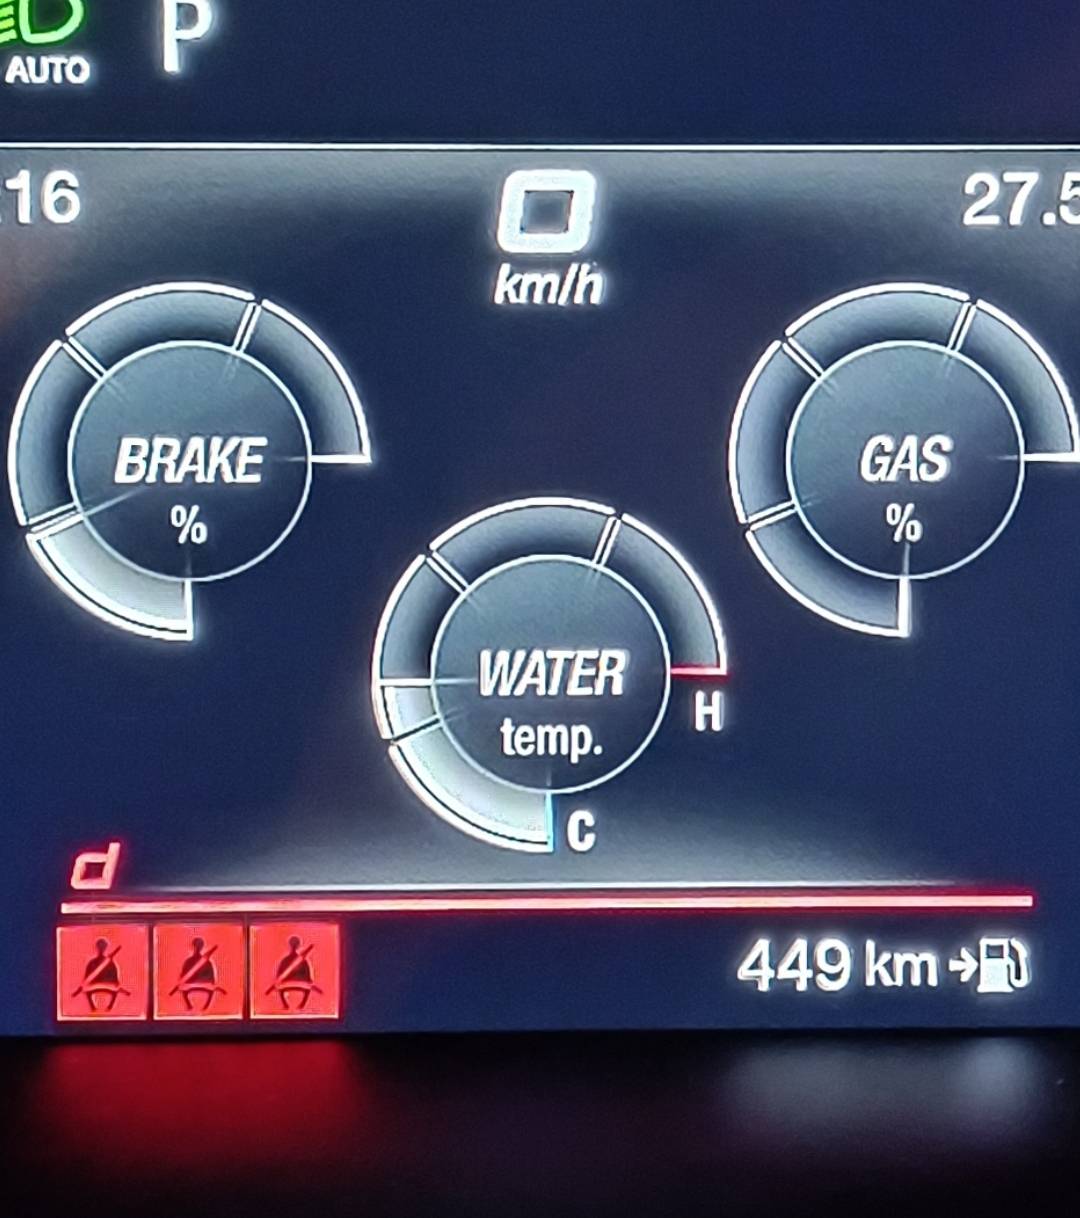 AUTO
P
:16
0
km/h
27.5
BRAKE
%
GAS
%
WATER
temp.
H
C
d
449 km